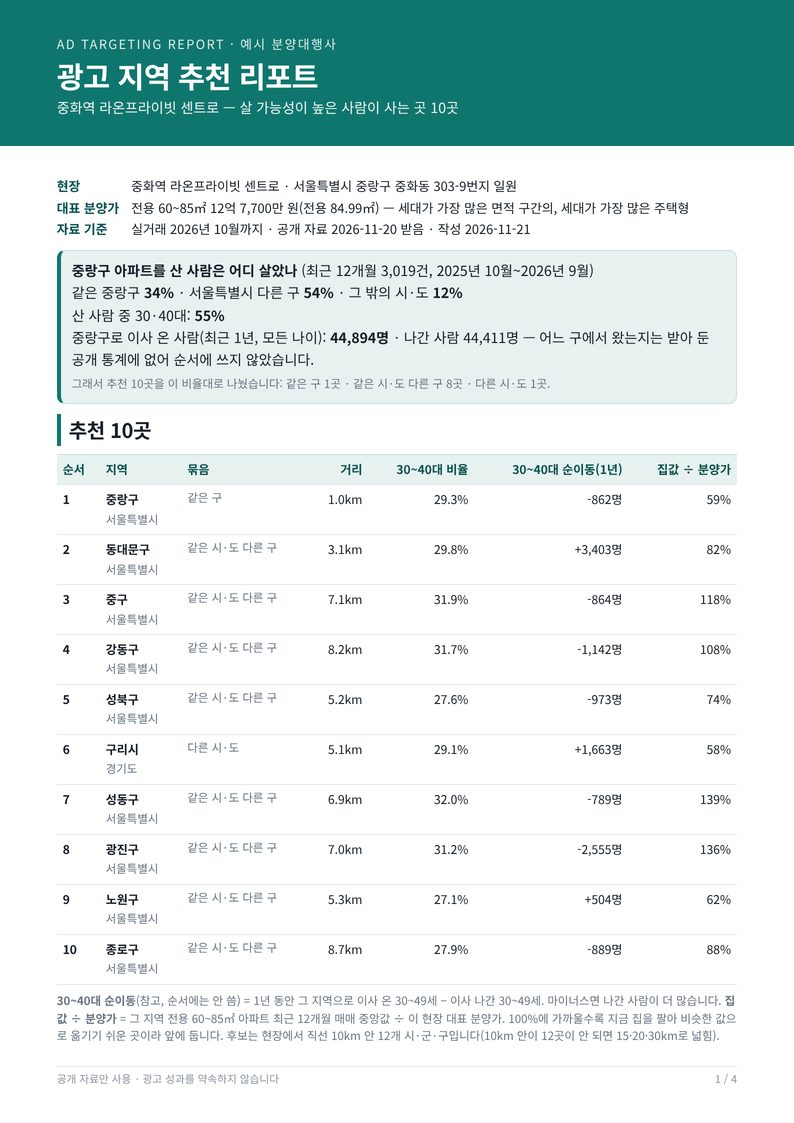 AD TARGETING REPORT · 예시 분양대행사
광고 지역 추천 리포트
중화역 라온프라이빗 센트로 — 살 가능성이 높은 사람이 사는 곳 10곳
현장 중화역 라온프라이빗 센트로 · 서울특별시 중랑구 중화동 303-9번지 일원
대표 분양가 전용 60~85㎡ 12억 7,700만 원(전용 84.99㎡) — 세대가 가장 많은 면적 구간의, 세대가 가장 많은 주택형
자료 기준 실거래 2026년 10월까지 · 공개 자료 2026-11-20 받음 · 작성 2026-11-21
중랑구 아파트를 산 사람은 어디 살았나 (최근 12개월 3,019건, 2025년 10월~2026년 9월)
같은 중랑구 34% · 서울특별시 다른 구 54% · 그 밖의 시·도 12%
산 사람 중 30·40대: 55%
중랑구로 이사 온 사람(최근 1년, 모든 나이): 44,894명 · 나간 사람 44,411명 — 어느 구에서 왔는지는 받아 둔
공개 통계에 없어 순서에 쓰지 않았습니다.
그래서 추천 10곳을 이 비율대로 나눴습니다: 같은 구 1곳 · 같은 시·도 다른 구 8곳 · 다른 시·도 1곳.
추천 10곳
순서 지역 묶음 거리 30~40대 비율 30~40대 순이동(1년) 집값 ÷ 분양가
1 중랑구 같은 구 1.0km 29.3% -862명 59%
서울특별시
2 동대문구 같은 시·도 다른 구 3.1km 29.8% +3,403명 82%
서울특별시
3 중구 같은 시·도 다른 구 7.1km 31.9% -864명 118%
서울특별시
4 강동구 같은 시·도 다른 구 8.2km 31.7% -1,142명 108%
서울특별시
5 성북구 같은 시·도 다른 구 5.2km 27.6% -973명 74%
서울특별시
6 구리시 다른 시·도 5.1km 29.1% +1,663명 58%
경기도
7 성동구 같은 시·도 다른 구 6.9km 32.0% -789명 139%
서울특별시
8 광진구 같은 시·도 다른 구 7.0km 31.2% -2,555명 136%
서울특별시
9 노원구 같은 시·도 다른 구 5.3km 27.1% +504명 62%
서울특별시
10 종로구 같은 시·도 다른 구 8.7km 27.9% -889명 88%
서울특별시
30~40대 순이동(참고, 순서에는 안 씀) = 1년 동안 그 지역으로 이사 온 30~49세 − 이사 나간 30~49세. 마이너스면 나간 사람이 더 많습니다. 집
값 ÷ 분양가 = 그 지역 전용 60~85㎡ 아파트 최근 12개월 매매 중앙값 ÷ 이 현장 대표 분양가. 100%에 가까울수록 지금 집을 팔아 비슷한 값으
로 옮기기 쉬운 곳이라 앞에 둡니다. 후보는 현장에서 직선 10km 안 12개 시·군·구입니다(10km 안이 12곳이 안 되면 15·20·30km로 넓힘).
공개 자료만 사용 · 광고 성과를 약속하지 않습니다 1 / 4